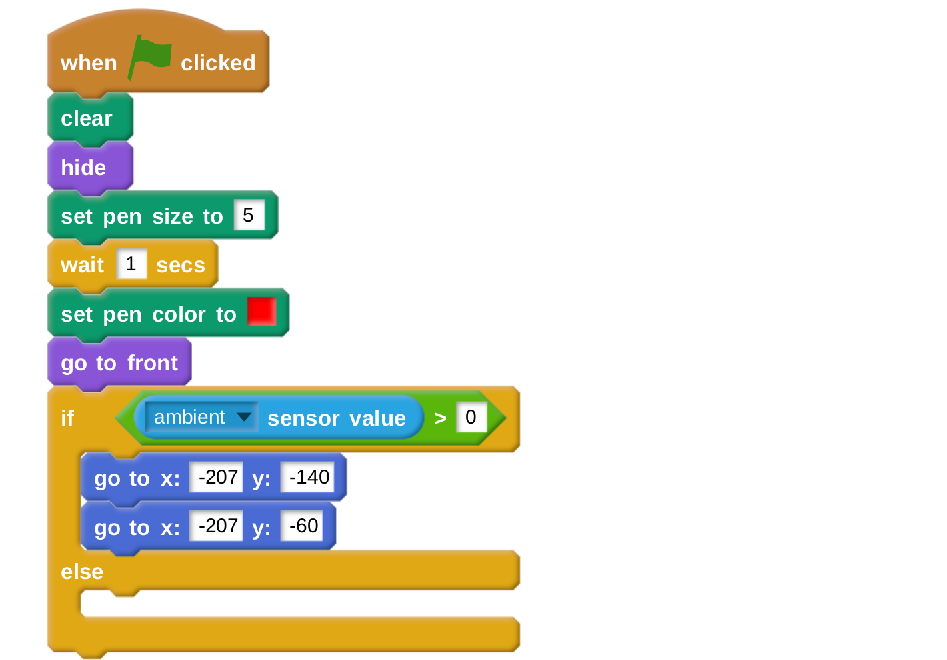 when clicked
clear
hide
set pen size to 5
wait 1 secs
set pen color to
go to front
if ambient sensor value > 0
go to x: -207 y: -140
go to x: -207 y: -60
else